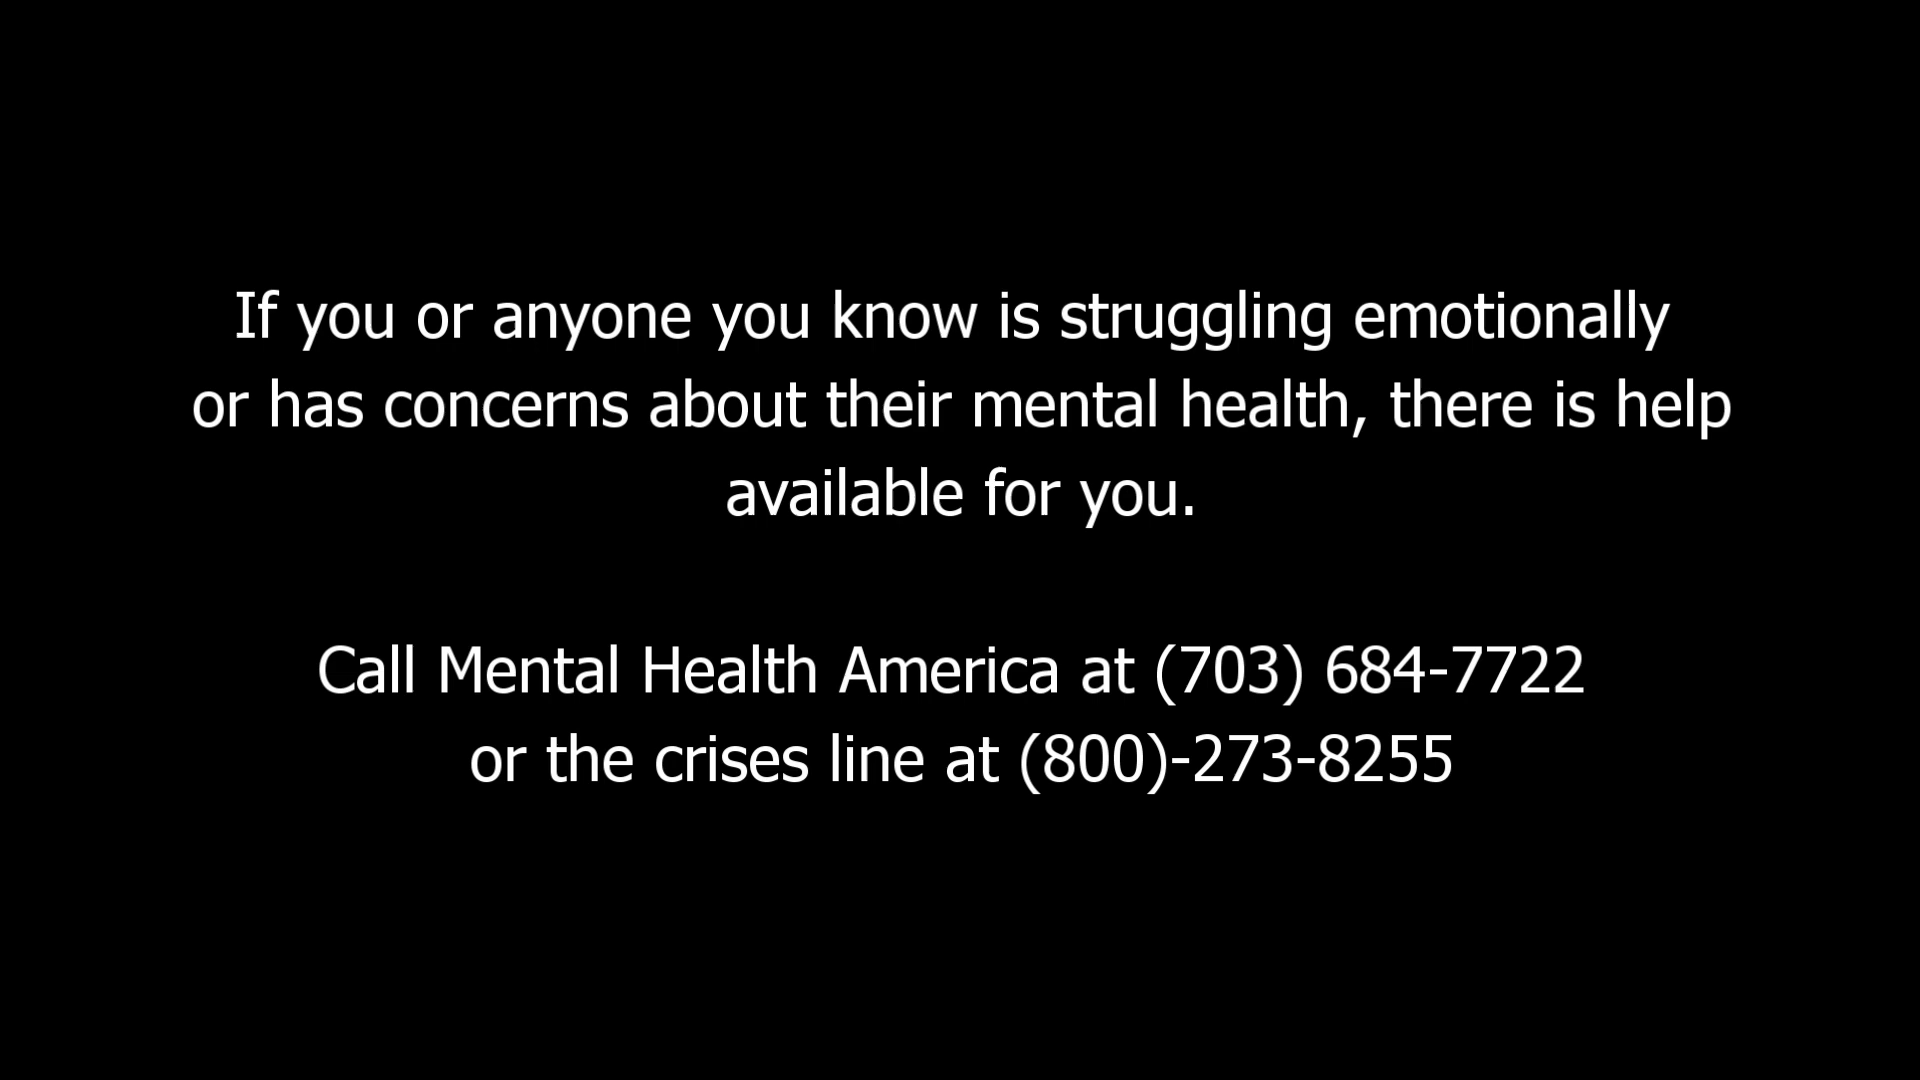 If you or anyone you know is struggling emotionally
or has concerns about their mental health, there is help
available for you.
Call Mental Health America at (703) 684-7722
or the crises line at (800)-273-8255